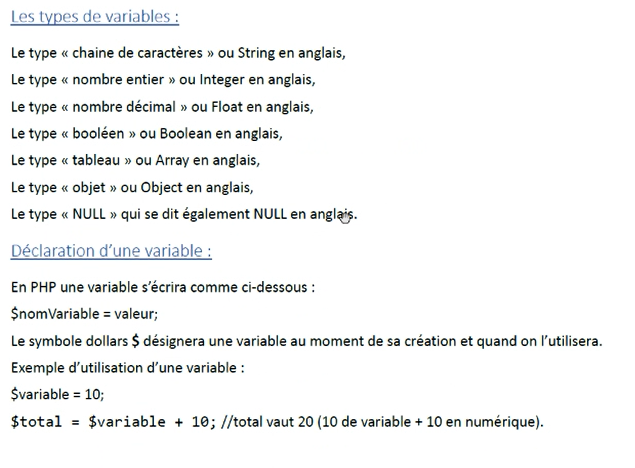 Les types de variables :
Le type « chaine de caractères » ou String en anglais,
Le type « nombre entier » ou Integer en anglais,
Le type « nombre décimal » ou Float en anglais,
Le type « booléen » ou Boolean en anglais,
Le type « tableau » ou Array en anglais,
Le type « objet » ou Object en anglais,
Le type « NULL » qui se dit également NULL en anglais.
Déclaration d’une variable :
En PHP une variable s’écrira comme ci-dessous :
$nomVariable = valeur;
Le symbole dollars $ désignera une variable au moment de sa création et quand on l’utilisera.
Exemple d’utilisation d’une variable :
$variable = 10;
$total = $variable + 10; //total vaut 20 (10 de variable + 10 en numérique).